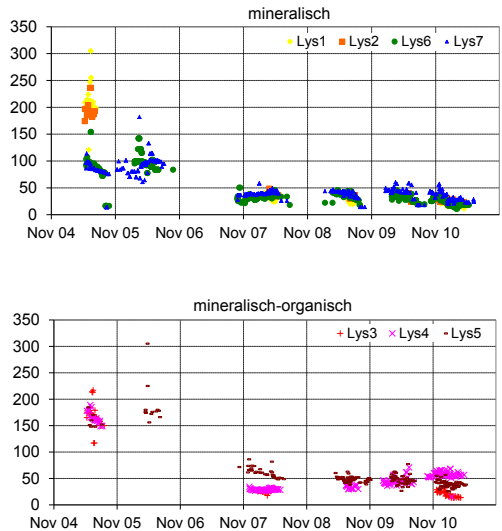 mineralisch
350
Lys1 Lys2 Lys6 Lys7
300
250
200
150
100
50
0
Nov 04 Nov 05 Nov 06 Nov 07 Nov 08 Nov 09 Nov 10
mineralisch-organisch
350
Lys3 Lys4 Lys5
300
250
200
150
100
50
0
Nov 04 Nov 05 Nov 06 Nov 07 Nov 08 Nov 09 Nov 10